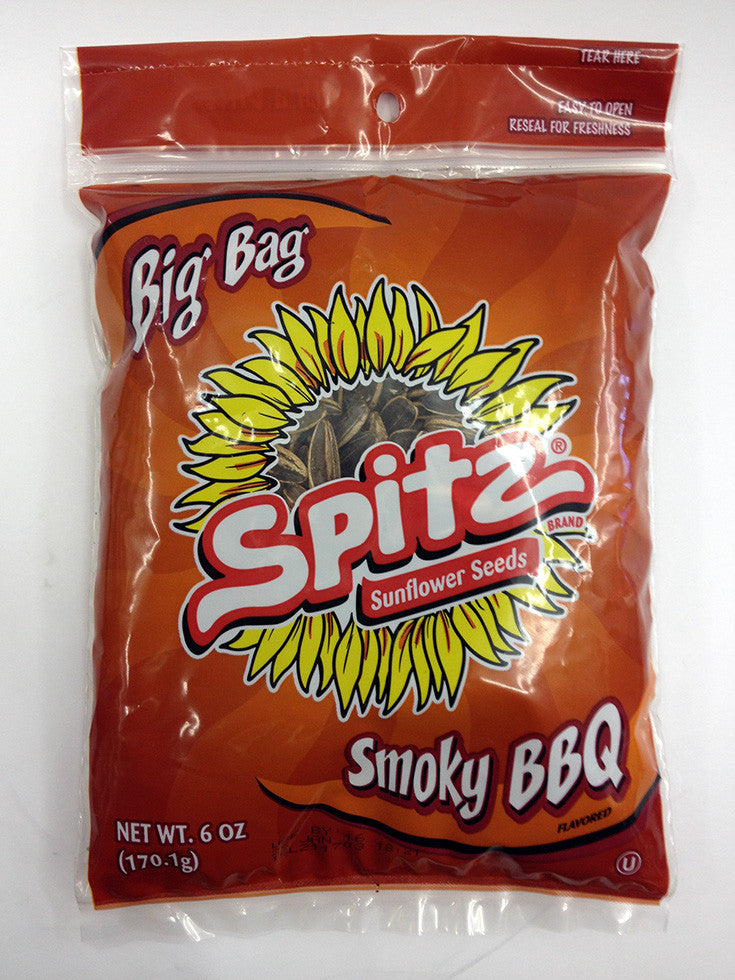 TEAR HERE
EASY TO OPEN
RESEAL FOR FRESHNESS
Big Bag
Spitz®
BRAND
Sunflower Seeds
Smoky BBQ
FLAVORED
NET WT. 6 OZ
(170.1g)
U